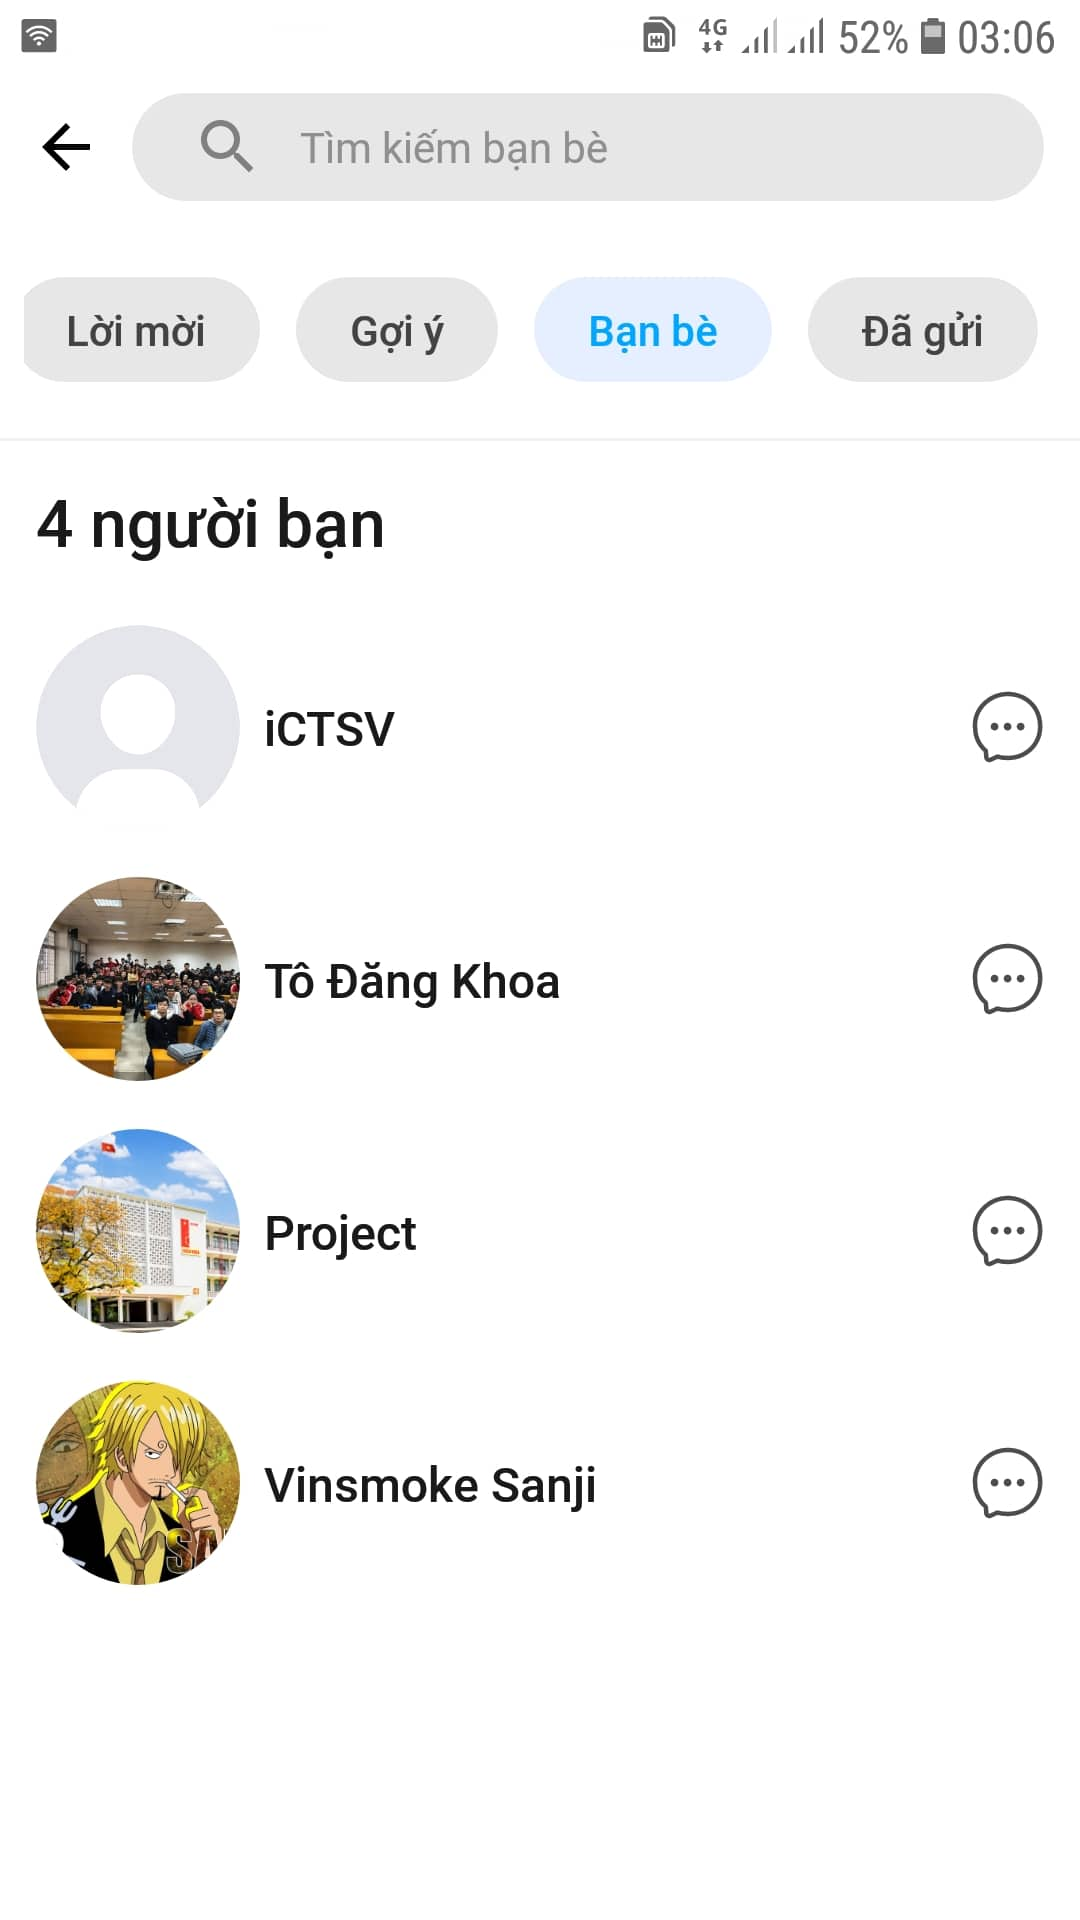 4G 52% 03:06
Tìm kiếm bạn bè
Lời mời Gợi ý Bạn bè Đã gửi
4 người bạn
iCTSV
Tô Đăng Khoa
Project
Vinsmoke Sanji
SA